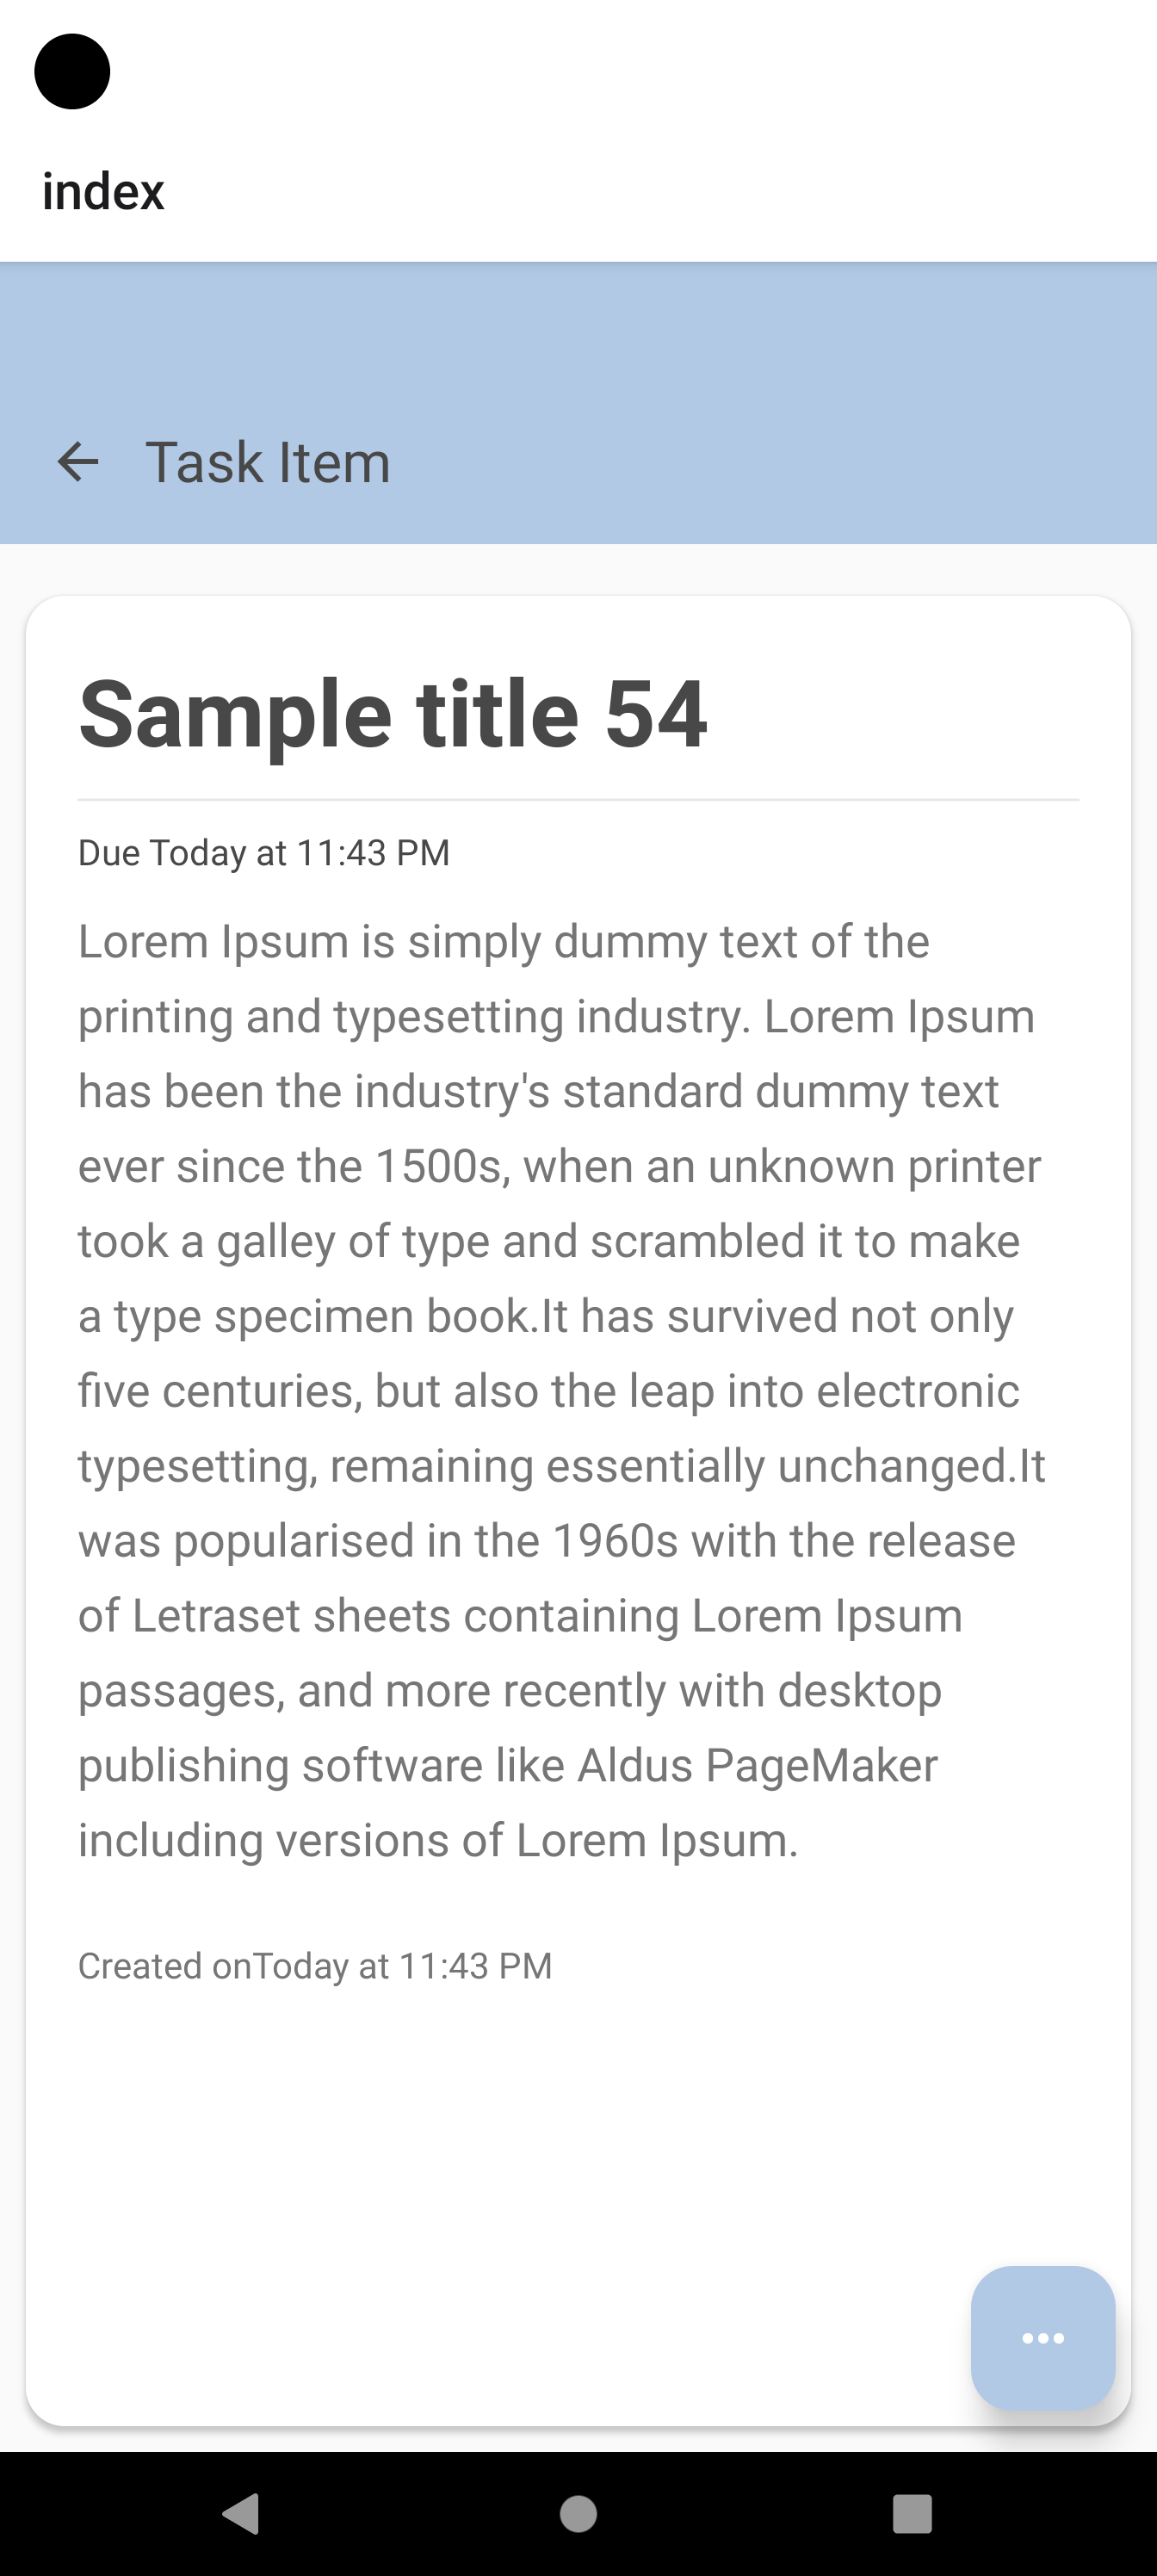 index
Task Item
Sample title 54
Due Today at 11:43 PM
Lorem Ipsum is simply dummy text of the
printing and typesetting industry. Lorem Ipsum
has been the industry's standard dummy text
ever since the 1500s, when an unknown printer
took a galley of type and scrambled it to make
a type specimen book.It has survived not only
five centuries, but also the leap into electronic
typesetting, remaining essentially unchanged.It
was popularised in the 1960s with the release
of Letraset sheets containing Lorem Ipsum
passages, and more recently with desktop
publishing software like Aldus PageMaker
including versions of Lorem Ipsum.
Created onToday at 11:43 PM